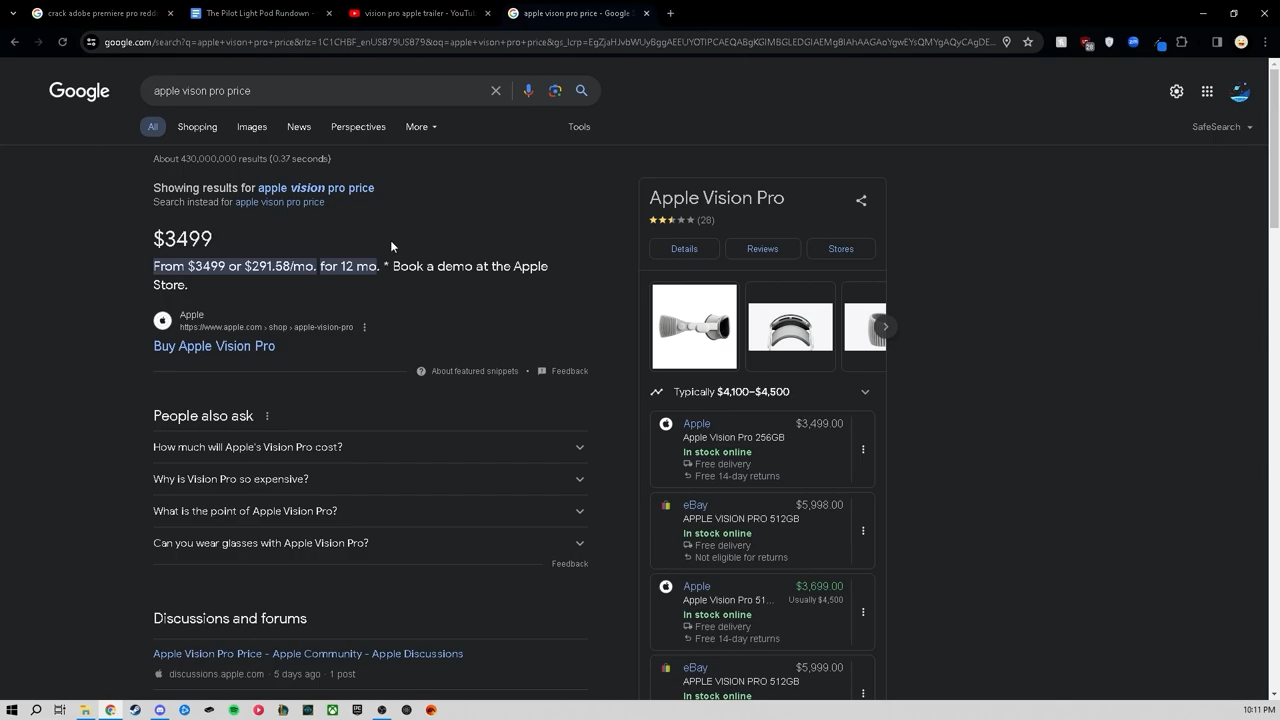 crack adobe premiere pro redd
The Pilot Light Pod Rundown -
vision pro apple trailer - YouTu
apple vison pro price - Google S
google.com/search?q=apple+vison+pro+price&rlz=1C1CHBF_enUS879US879&oq=apple+vison+pro+price&gs_lcrp=
Google
apple vison pro price
All
Shopping
Images
News
Perspectives
More
Tools
SafeSearch
About 430,000,000 results (0.37 seconds)
Showing results for apple vision pro price
Search instead for apple vison pro price
$3499
From $3499 or $291.58/mo. for 12 mo. * Book a demo at the Apple
Store.
Apple
https://www.apple.com › shop › apple-vision-pro
Buy Apple Vision Pro
About featured snippets • Feedback
People also ask
How much will Apple's Vision Pro cost?
Why is Vision Pro so expensive?
What is the point of Apple Vision Pro?
Can you wear glasses with Apple Vision Pro?
Feedback
Discussions and forums
Apple Vision Pro Price - Apple Community - Apple Discussions
discussions.apple.com · 5 days ago · 1 post
Apple Vision Pro
(28)
Details
Reviews
Stores
Typically $4,100–$4,500
Apple $3,499.00
Apple Vision Pro 256GB
In stock online
Free delivery
Free 14-day returns
eBay $5,998.00
APPLE VISION PRO 512GB
In stock online
Free delivery
Not eligible for returns
Apple $3,699.00
Apple Vision Pro 51... Usually $4,500
In stock online
Free delivery
Free 14-day returns
eBay $5,999.00
APPLE VISION PRO 512GB
In stock online
10:11 PM